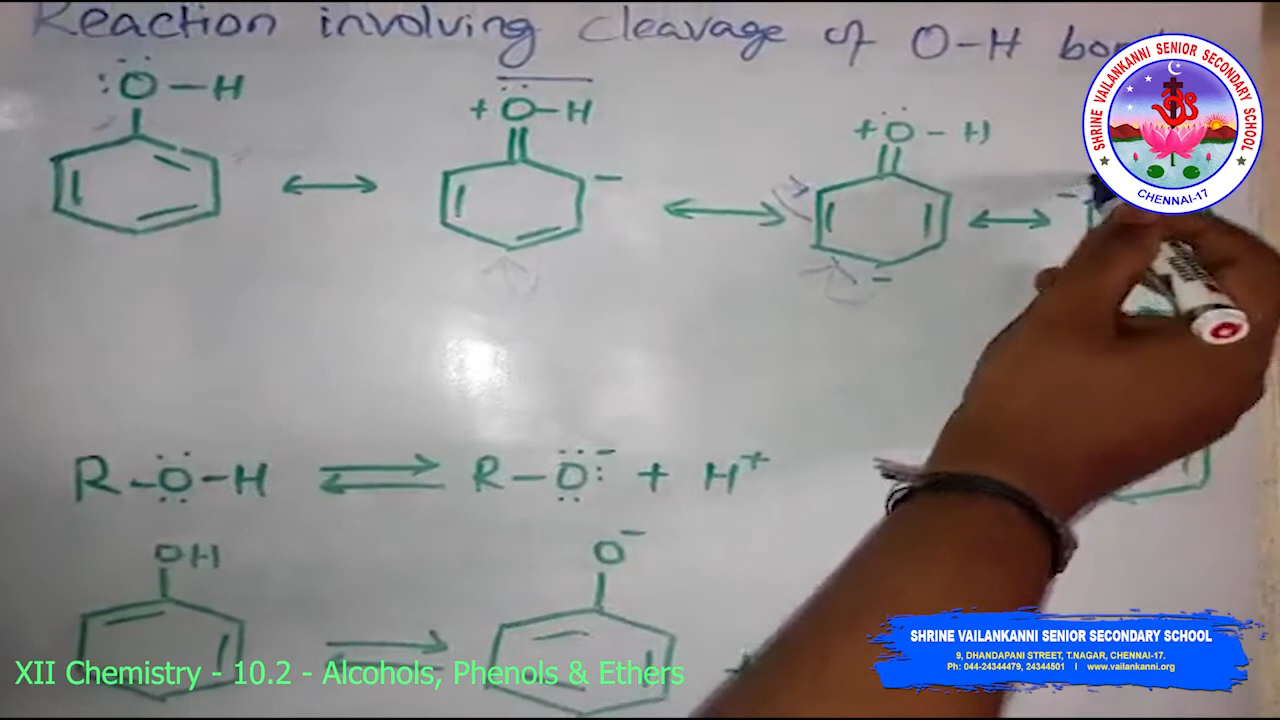 Reaction involving cleavage of O-H bon
:Ö-H
+Ö-H
+Ö-H
-
-
-
R-Ö-H ⇌ R-Ö:⁻ + H⁺
OH
O⁻
SHRINE VAILANKANNI SENIOR SECONDARY SCHOOL
CHENNAI-17
XII Chemistry - 10.2 - Alcohols, Phenols & Ethers
SHRINE VAILANKANNI SENIOR SECONDARY SCHOOL
9, DHANDAPANI STREET, T.NAGAR, CHENNAI-17.
Ph: 044-24344479, 24344501 I www.vailankanni.org